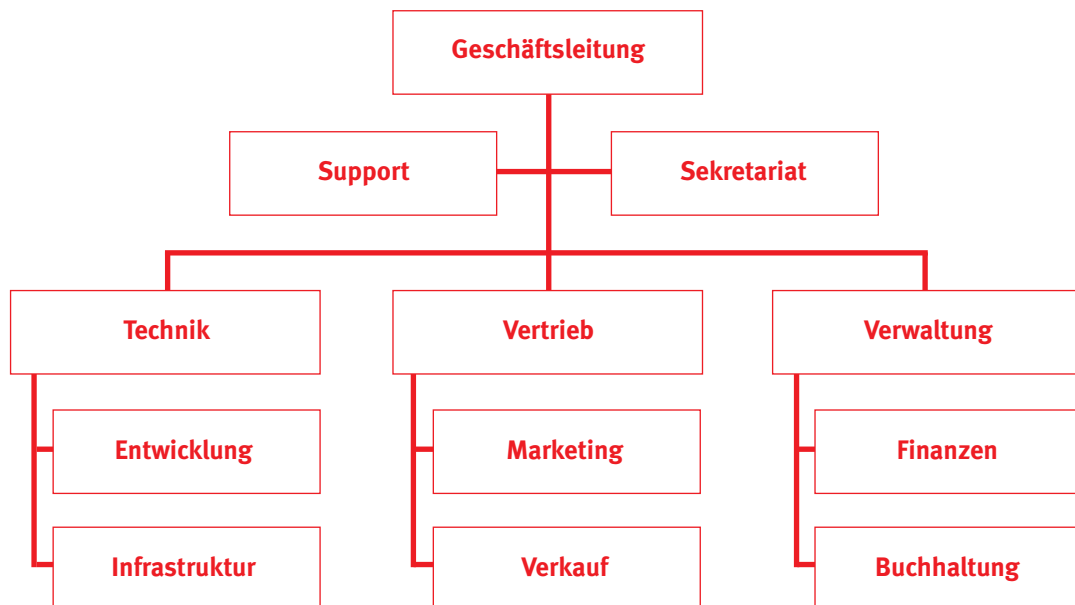 Geschäftsleitung
Support
Sekretariat
Technik
Vertrieb
Verwaltung
Entwicklung
Marketing
Finanzen
Infrastruktur
Verkauf
Buchhaltung